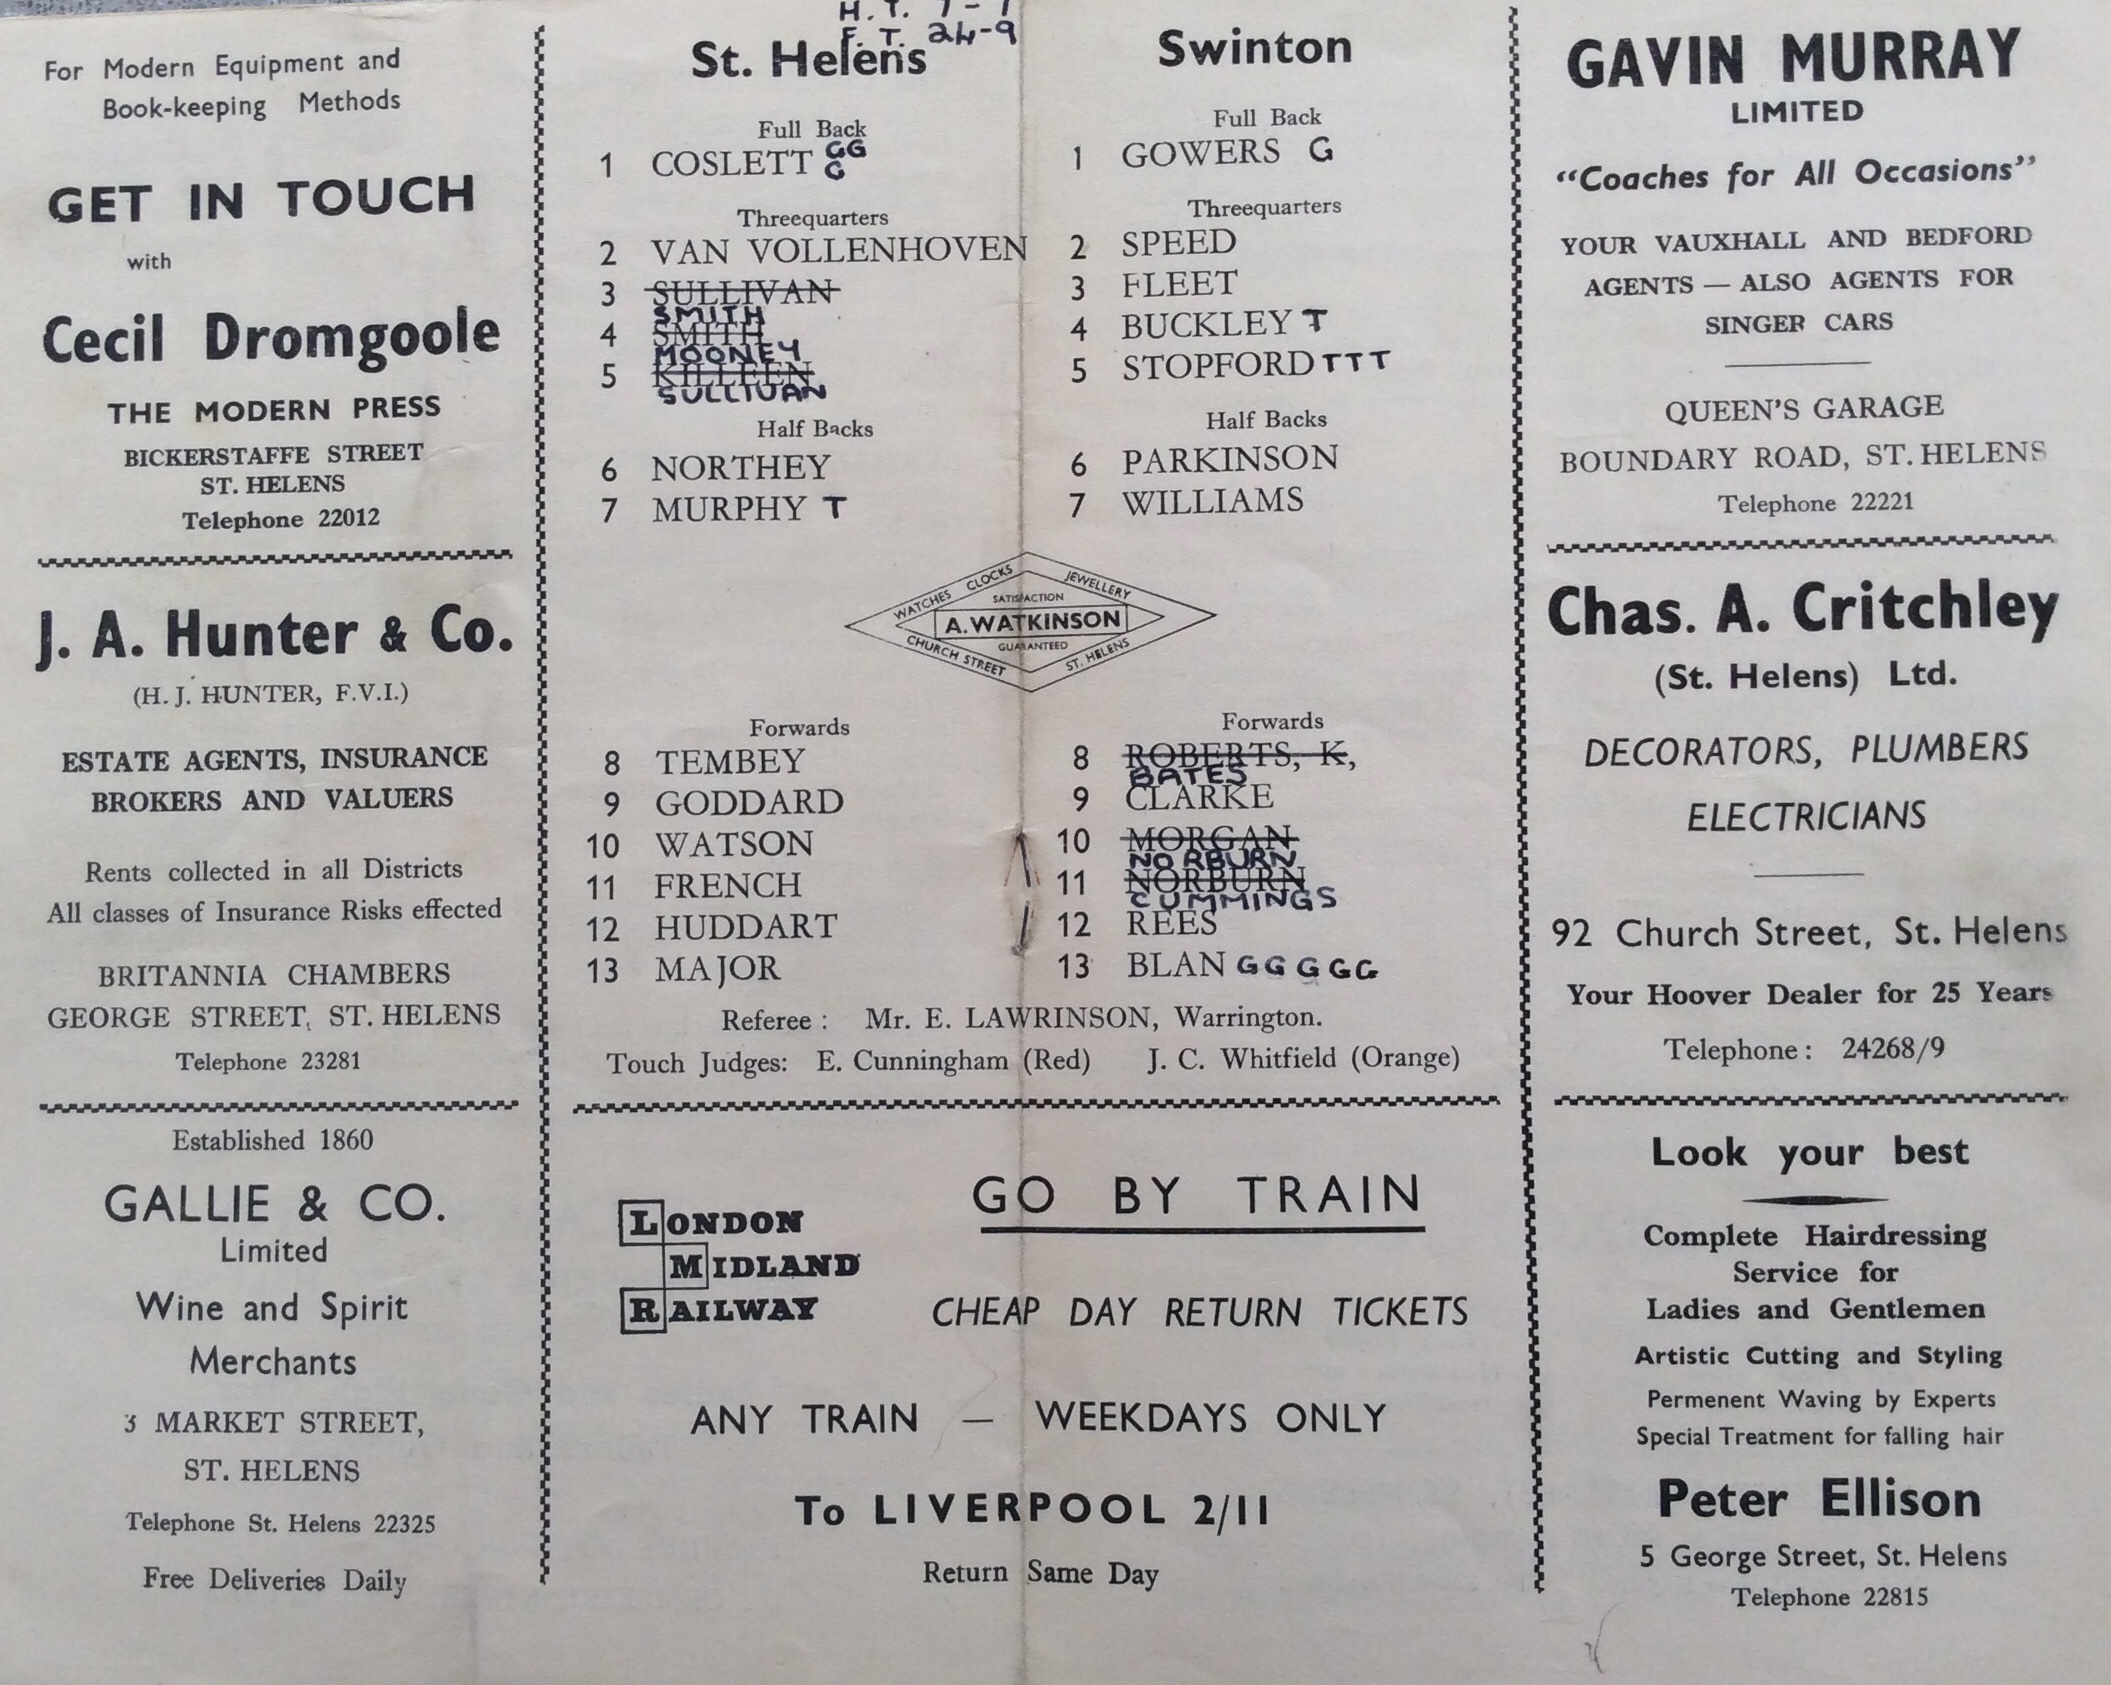 For Modern Equipment and
Book-keeping Methods
GET IN TOUCH
with
Cecil Dromgoole
THE MODERN PRESS
BICKERSTAFFE STREET
ST. HELENS
Telephone 22012
J. A. Hunter & Co.
(H. J. HUNTER, F.V.I.)
ESTATE AGENTS, INSURANCE
BROKERS AND VALUERS
Rents collected in all Districts
All classes of Insurance Risks effected
BRITANNIA CHAMBERS
GEORGE STREET, ST. HELENS
Telephone 23281
Established 1860
GALLIE & CO.
Limited
Wine and Spirit
Merchants
3 MARKET STREET,
ST. HELENS
Telephone St. Helens 22325
Free Deliveries Daily
H. T. 7-7
F. T. 24-9
St. Helens
Full Back
1 COSLETT GG
G
Threequarters
2 VAN VOLLENHOVEN
3 SULLIVAN
SMITH
4 SMITH
MOONEY
5 KILLEEN
SULLIVAN
Half Backs
6 NORTHEY
7 MURPHY T
Swinton
Full Back
1 GOWERS G
Threequarters
2 SPEED
3 FLEET
4 BUCKLEY T
5 STOPFORD TTT
Half Backs
6 PARKINSON
7 WILLIAMS
WATCHES CLOCKS JEWELLERY
SATISFACTION
A. WATKINSON
GUARANTEED
CHURCH STREET ST. HELENS
Forwards
8 TEMBEY
9 GODDARD
10 WATSON
11 FRENCH
12 HUDDART
13 MAJOR
Forwards
8 ROBERTS, K,
BATES
9 CLARKE
10 MORGAN
NORBURN
11 NORBURN
CUMMINGS
12 REES
13 BLAN GGGGG
Referee : Mr. E. LAWRINSON, Warrington.
Touch Judges: E. Cunningham (Red) J. C. Whitfield (Orange)
LONDON
MIDLAND
RAILWAY
GO BY TRAIN
CHEAP DAY RETURN TICKETS
ANY TRAIN — WEEKDAYS ONLY
To LIVERPOOL 2/11
Return Same Day
GAVIN MURRAY
LIMITED
"Coaches for All Occasions"
YOUR VAUXHALL AND BEDFORD
AGENTS — ALSO AGENTS FOR
SINGER CARS
QUEEN'S GARAGE
BOUNDARY ROAD, ST. HELENS
Telephone 22221
Chas. A. Critchley
(St. Helens) Ltd.
DECORATORS, PLUMBERS
ELECTRICIANS
92 Church Street, St. Helens
Your Hoover Dealer for 25 Years
Telephone : 24268/9
Look your best
Complete Hairdressing
Service for
Ladies and Gentlemen
Artistic Cutting and Styling
Permenent Waving by Experts
Special Treatment for falling hair
Peter Ellison
5 George Street, St. Helens
Telephone 22815